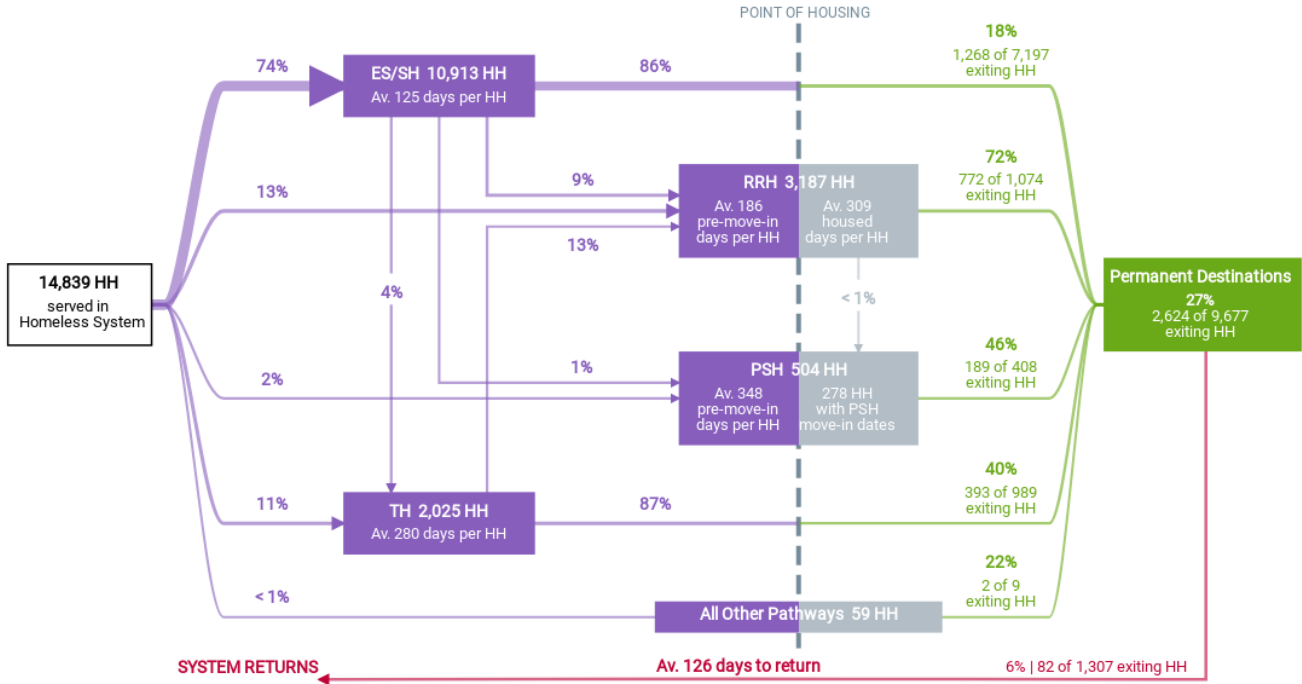 POINT OF HOUSING
74%
ES/SH 10,913 HH
Av. 125 days per HH
86%
18%
1,268 of 7,197
exiting HH
13%
9%
RRH 3,187 HH
Av. 186
pre-move-in
days per HH
Av. 309
housed
days per HH
72%
772 of 1,074
exiting HH
13%
14,839 HH
served in
Homeless System
4%
< 1%
Permanent Destinations
27%
2,624 of 9,677
exiting HH
2%
1%
PSH 504 HH
Av. 348
pre-move-in
days per HH
278 HH
with PSH
move-in dates
46%
189 of 408
exiting HH
11%
TH 2,025 HH
Av. 280 days per HH
87%
40%
393 of 989
exiting HH
< 1%
All Other Pathways 59 HH
22%
2 of 9
exiting HH
SYSTEM RETURNS
Av. 126 days to return
6% | 82 of 1,307 exiting HH